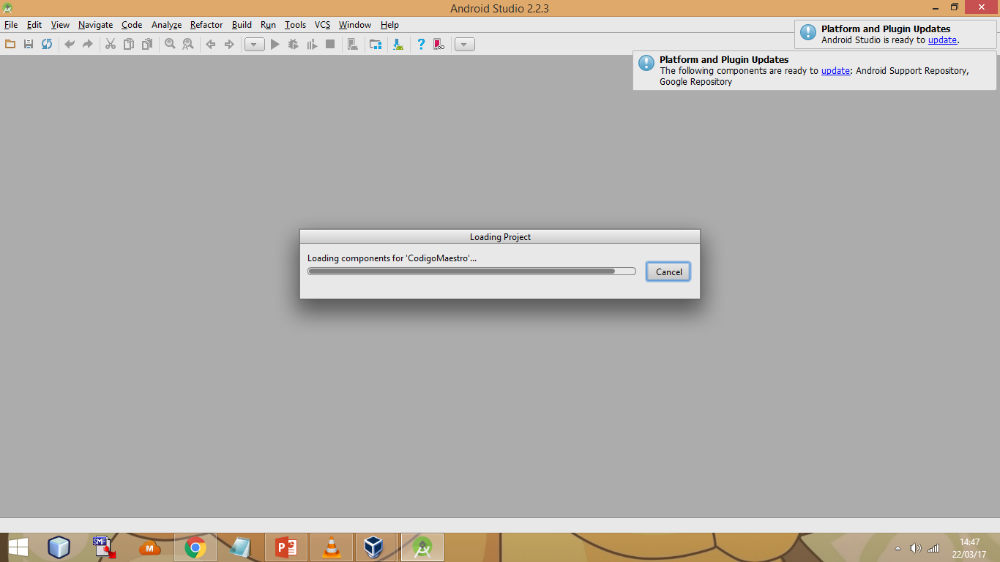 Android Studio 2.2.3
File Edit View Navigate Code Analyze Refactor Build Run Tools VCS Window Help
Platform and Plugin Updates
Android Studio is ready to update.
Platform and Plugin Updates
The following components are ready to update: Android Support Repository,
Google Repository
Loading Project
Loading components for 'CodigoMaestro'...
Cancel
SMF
M
P
14:47
22/03/17